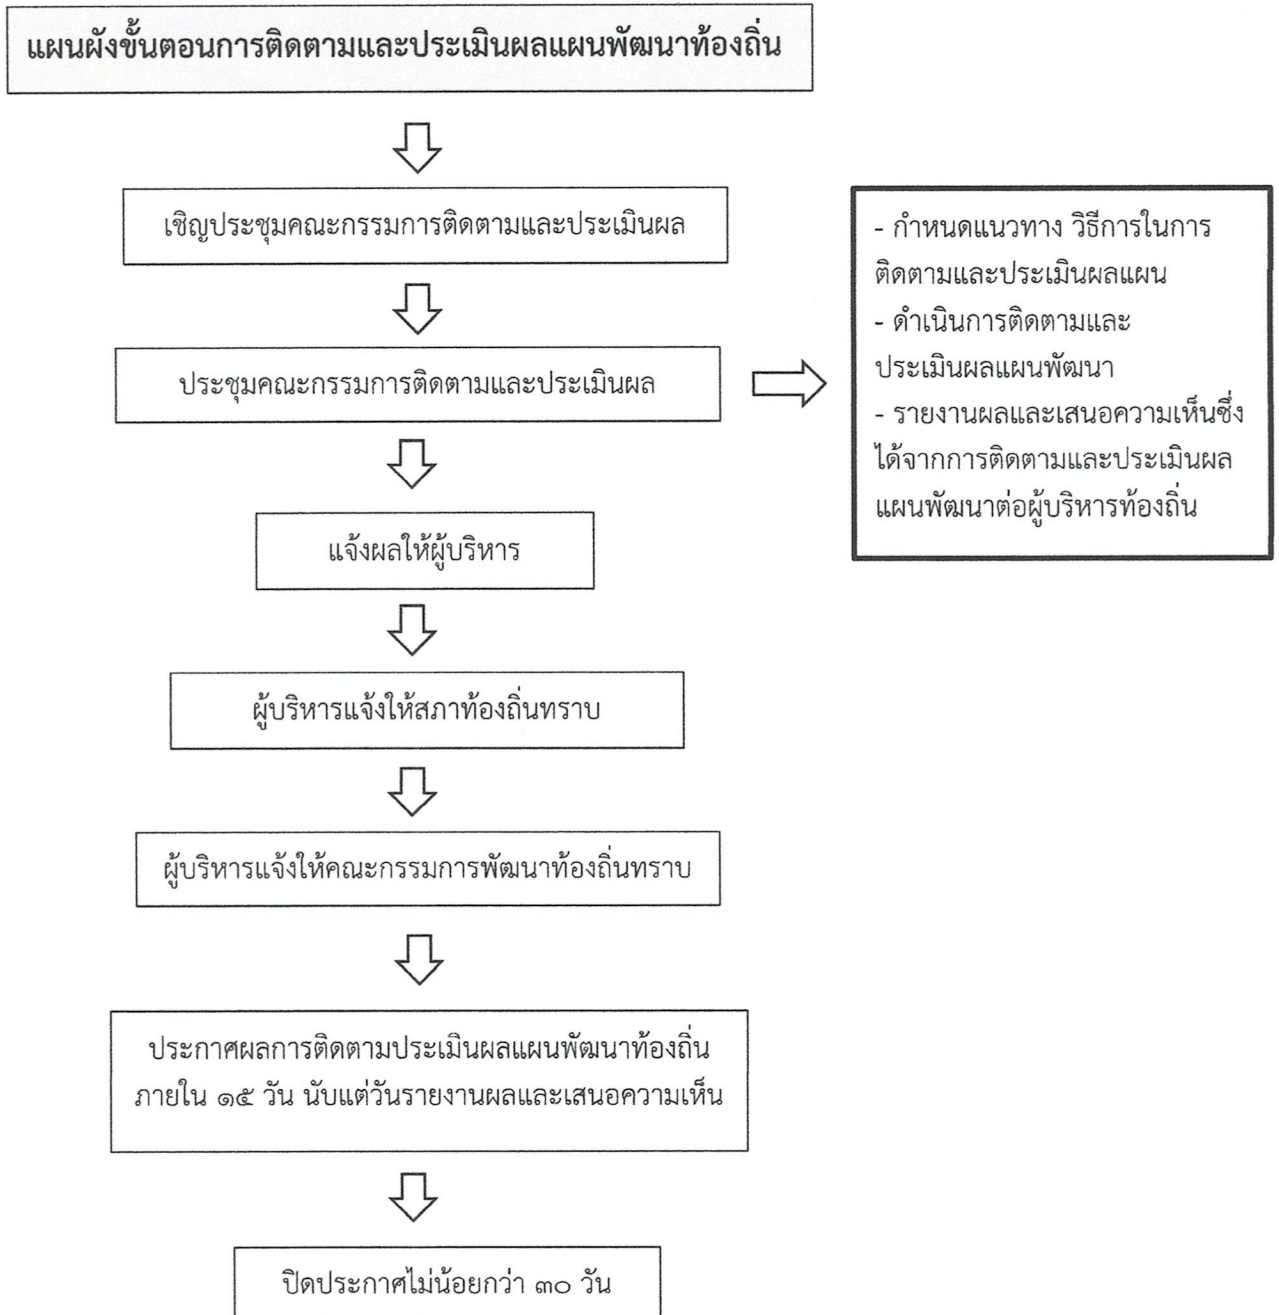 แผนผังขั้นตอนการติดตามและประเมินผลแผนพัฒนาท้องถิ่น
เชิญประชุมคณะกรรมการติดตามและประเมินผล
ประชุมคณะกรรมการติดตามและประเมินผล
- กำหนดแนวทาง วิธีการในการ
ติดตามและประเมินผลแผน
- ดำเนินการติดตามและ
ประเมินผลแผนพัฒนา
- รายงานผลและเสนอความเห็นซึ่ง
ได้จากการติดตามและประเมินผล
แผนพัฒนาต่อผู้บริหารท้องถิ่น
แจ้งผลให้ผู้บริหาร
ผู้บริหารแจ้งให้สภาท้องถิ่นทราบ
ผู้บริหารแจ้งให้คณะกรรมการพัฒนาท้องถิ่นทราบ
ประกาศผลการติดตามประเมินผลแผนพัฒนาท้องถิ่น
ภายใน ๑๕ วัน นับแต่วันรายงานผลและเสนอความเห็น
ปิดประกาศไม่น้อยกว่า ๓๐ วัน